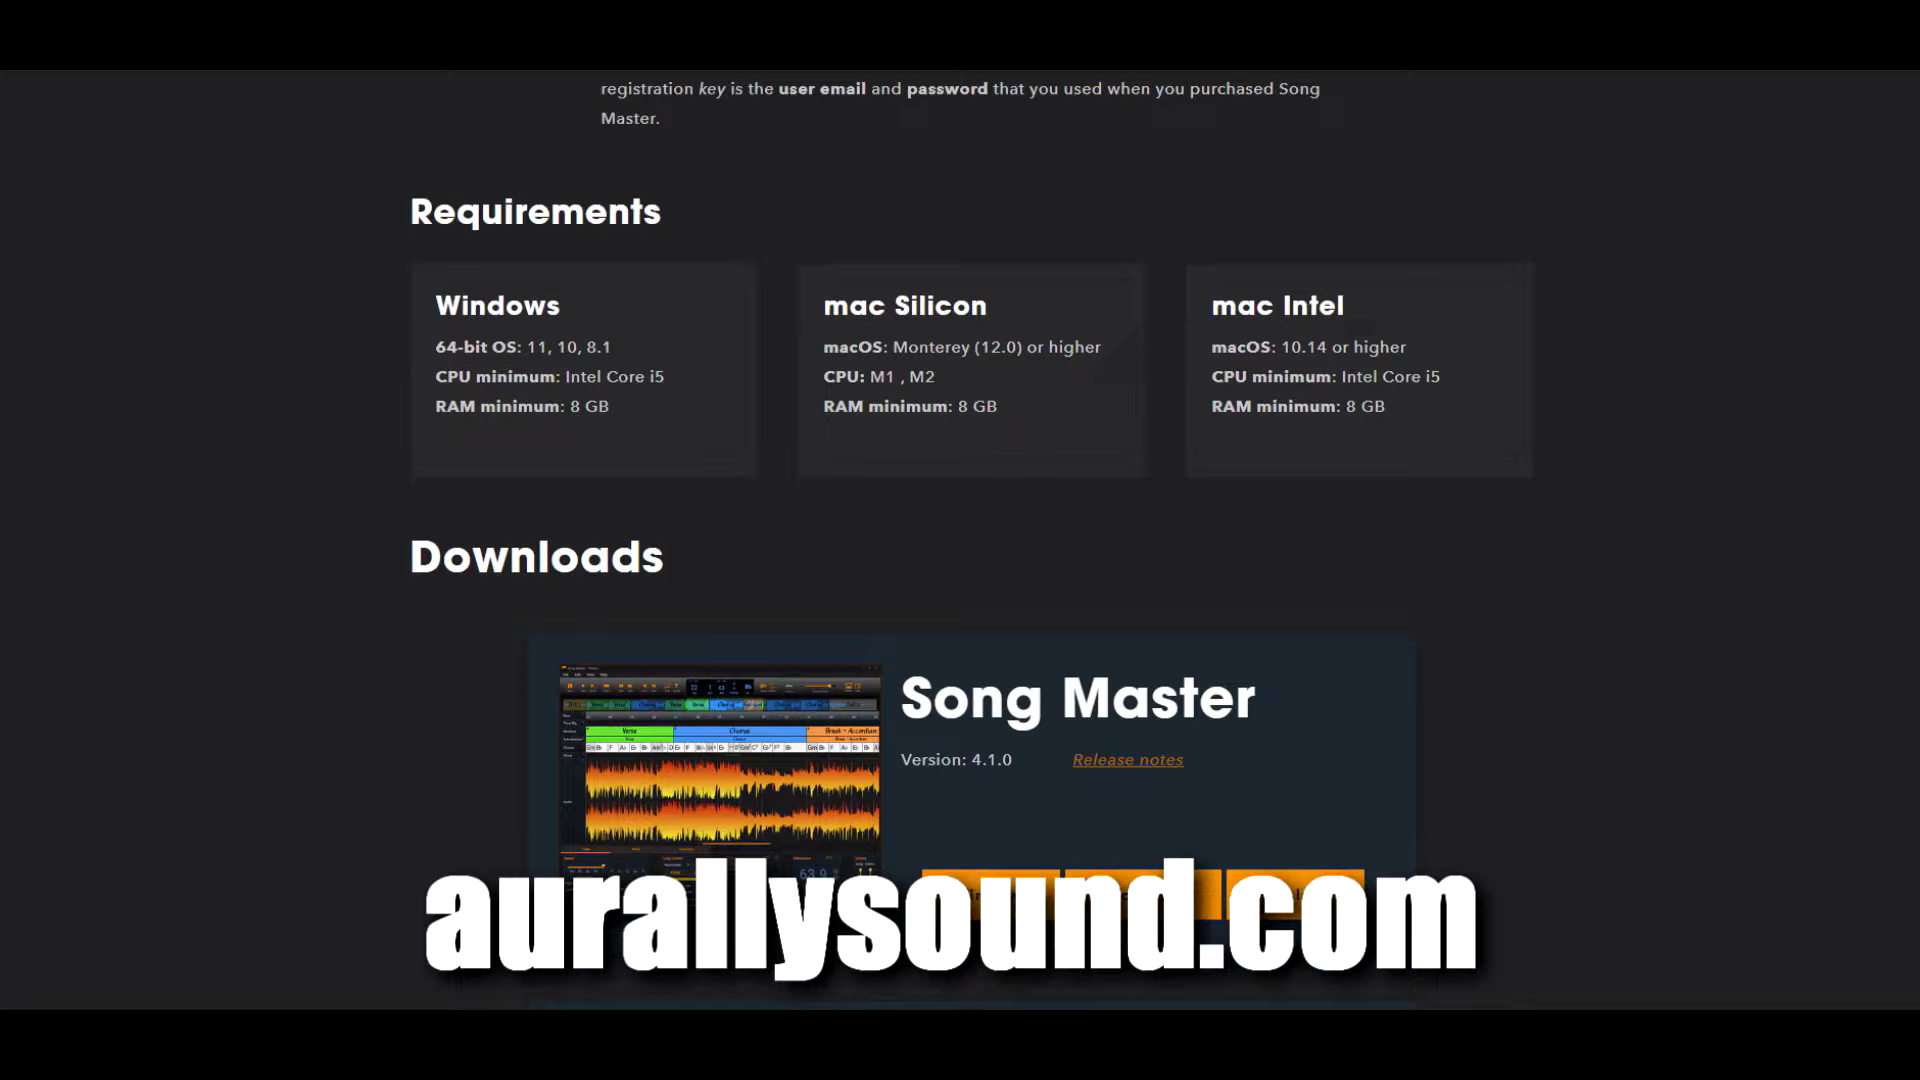 registration key is the user email and password that you used when you purchased Song
Master.
Requirements
Windows
64-bit OS: 11, 10, 8.1
CPU minimum: Intel Core i5
RAM minimum: 8 GB
mac Silicon
macOS: Monterey (12.0) or higher
CPU: M1 , M2
RAM minimum: 8 GB
mac Intel
macOS: 10.14 or higher
CPU minimum: Intel Core i5
RAM minimum: 8 GB
Downloads
Song Master
Version: 4.1.0 Release notes
Verse Chorus Break - Accordian
aurallysound.com